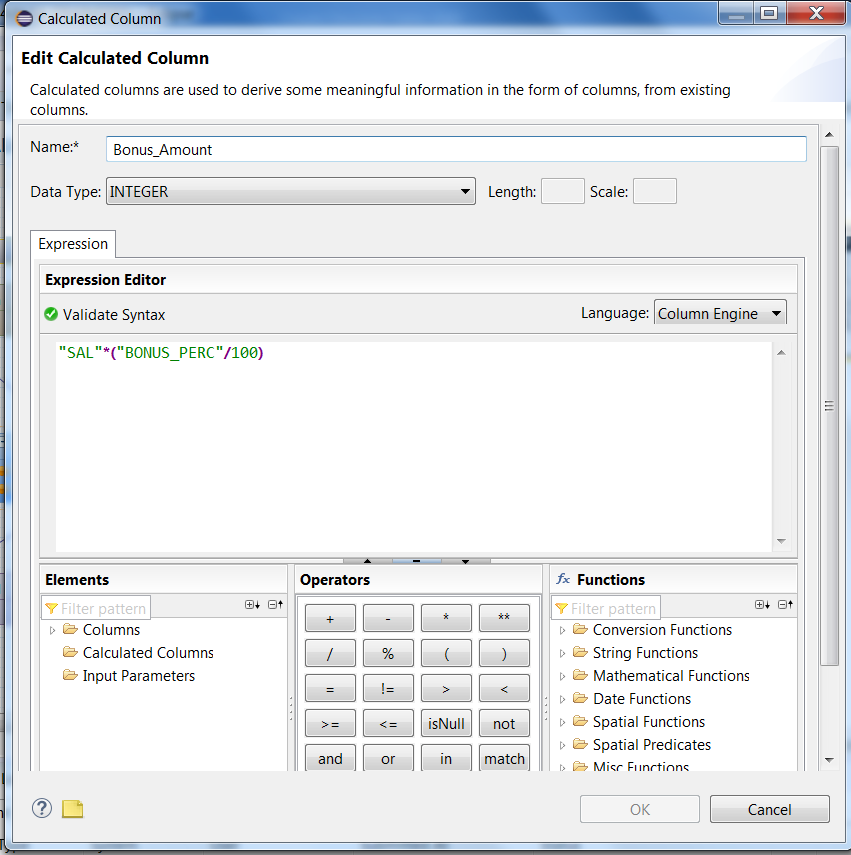 Calculated Column
Edit Calculated Column
Calculated columns are used to derive some meaningful information in the form of columns, from existing
columns.
Name:* Bonus_Amount
Data Type: INTEGER Length: Scale:
Expression
Expression Editor
Validate Syntax Language: Column Engine
"SAL"*("BONUS_PERC"/100)
Elements Operators fx Functions
Filter pattern Filter pattern
+ - * **
Columns Conversion Functions
Calculated Columns / % ( ) String Functions
Input Parameters Mathematical Functions
= != > < Date Functions
>= <= isNull not Spatial Functions
Spatial Predicates
and or in match Misc Functions
? OK Cancel